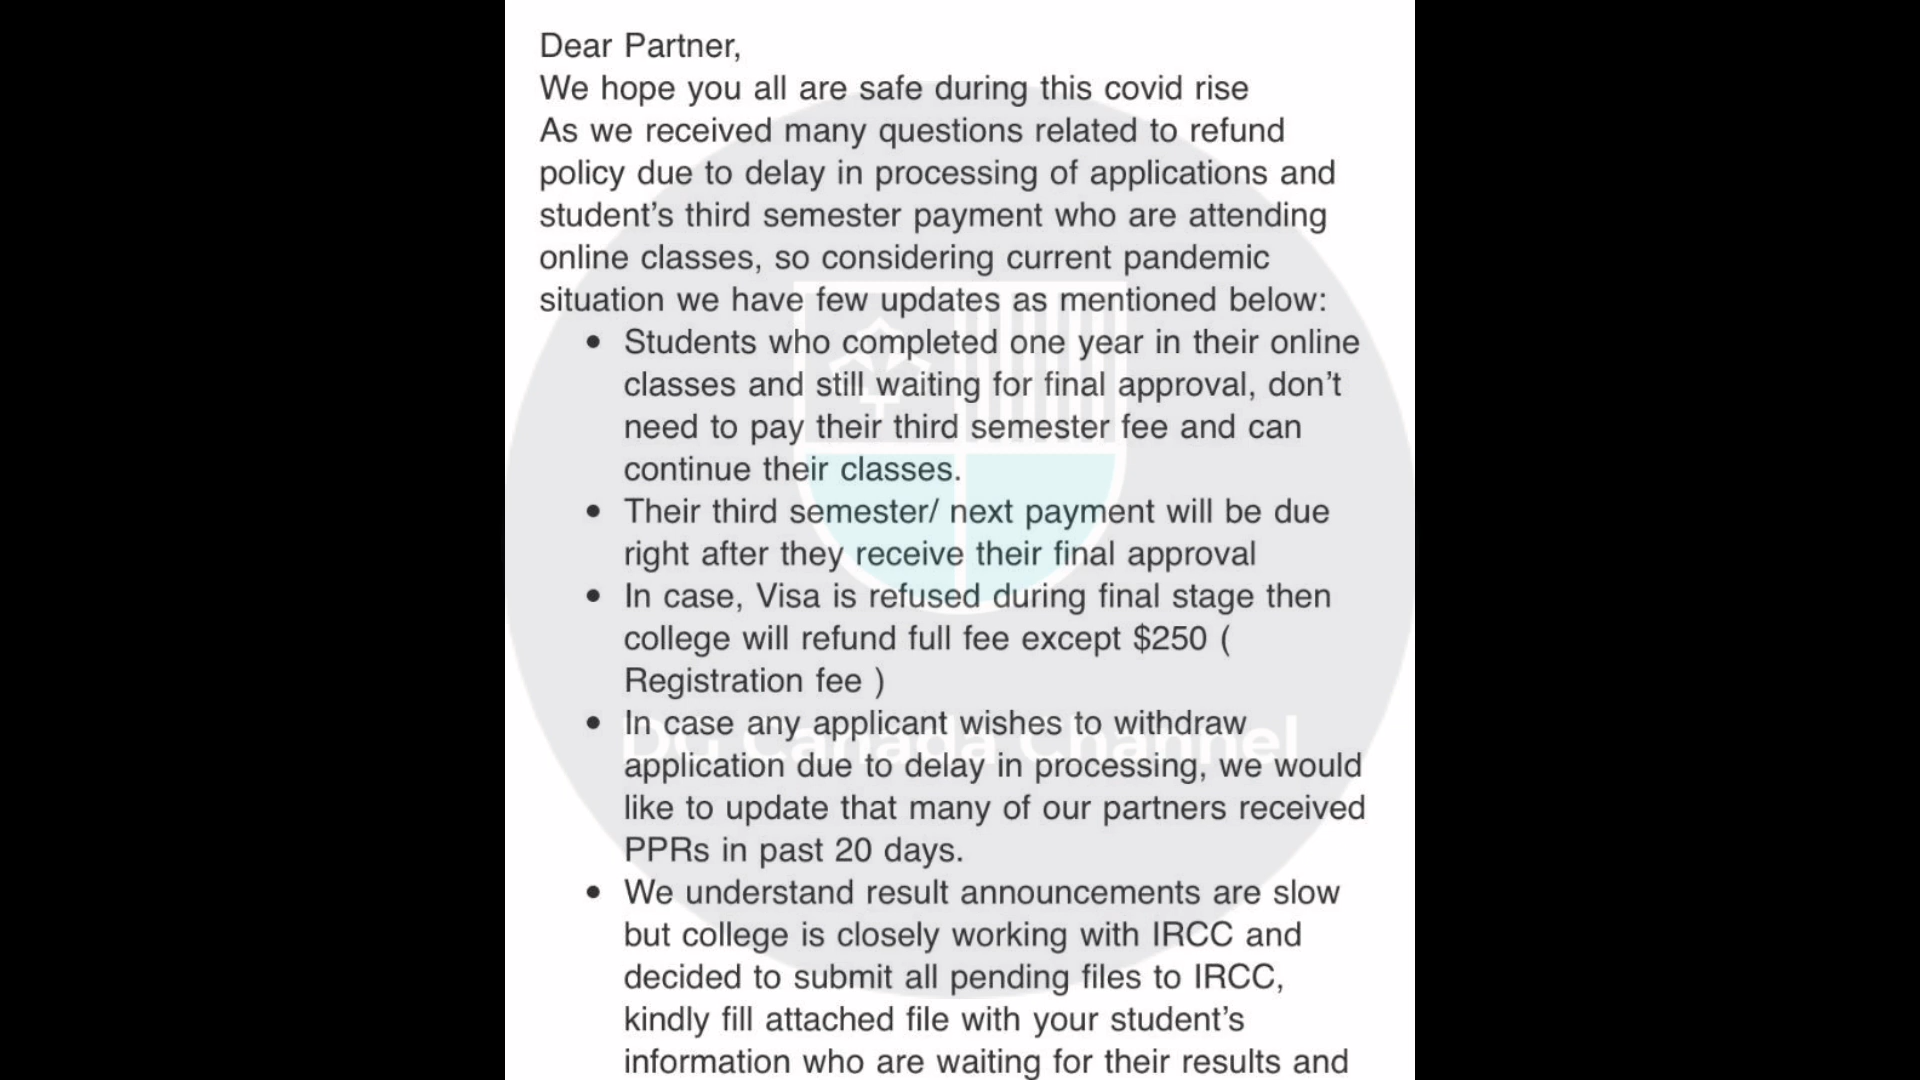 Dear Partner,
We hope you all are safe during this covid rise
As we received many questions related to refund
policy due to delay in processing of applications and
student's third semester payment who are attending
online classes, so considering current pandemic
situation we have few updates as mentioned below:
• Students who completed one year in their online
classes and still waiting for final approval, don't
need to pay their third semester fee and can
continue their classes.
• Their third semester/ next payment will be due
right after they receive their final approval
• In case, Visa is refused during final stage then
college will refund full fee except $250 (
Registration fee )
• In case any applicant wishes to withdraw
DG Canada Channel
application due to delay in processing, we would
like to update that many of our partners received
PPRs in past 20 days.
• We understand result announcements are slow
but college is closely working with IRCC and
decided to submit all pending files to IRCC,
kindly fill attached file with your student's
information who are waiting for their results and